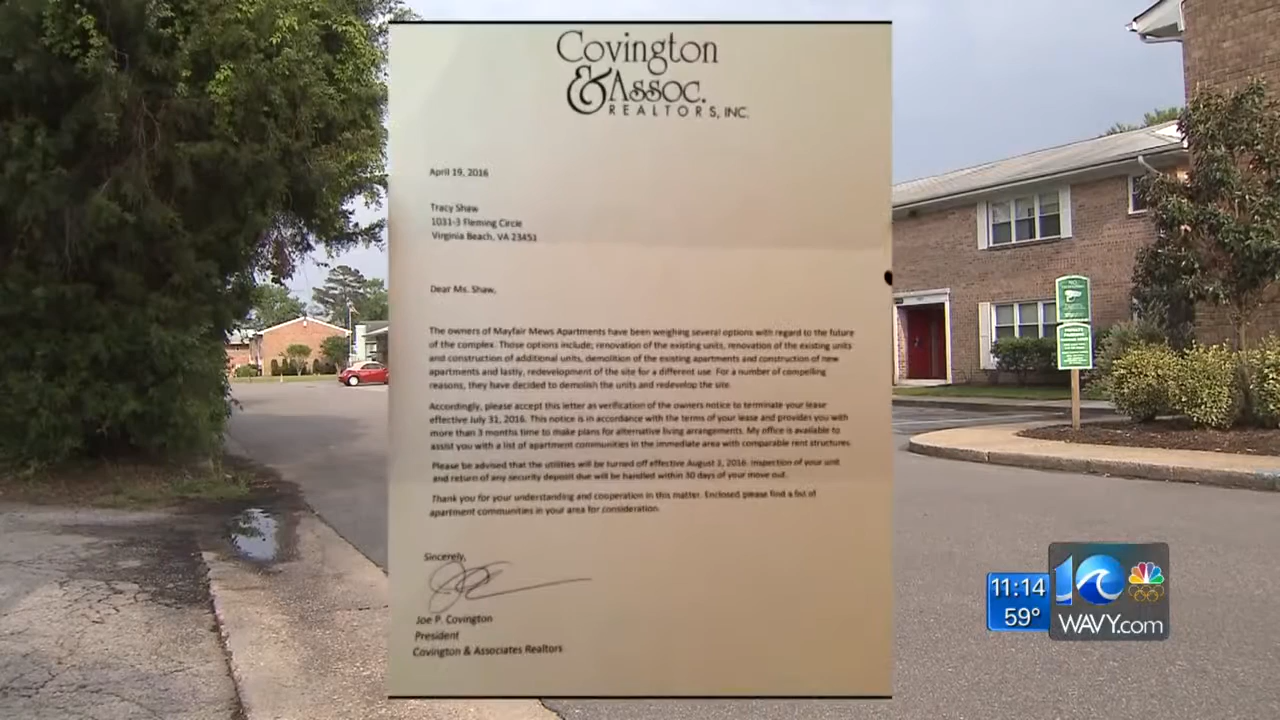 Covington
& Assoc.
REALTORS, INC.
April 19, 2016
Tracy Shaw
1031-3 Fleming Circle
Virginia Beach, VA 23451
Dear Ms. Shaw,
The owners of Mayfair Mews Apartments have been weighing several options with regard to the future
of the complex. Those options include; renovation of the existing units, renovation of the existing units
and construction of additional units, demolition of the existing apartments and construction of new
apartments and lastly, redevelopment of the site for a different use. For a number of compelling
reasons, they have decided to demolish the units and redevelop the site.
Accordingly, please accept this letter as verification of the owners notice to terminate your lease
effective July 31, 2016. This notice is in accordance with the terms of your lease and provides you with
more than 3 months time to make plans for alternative living arrangements. My office is available to
assist you with a list of apartment communities in the immediate area with comparable rent structures.
Please be advised that the utilities will be turned off effective August 2, 2016. Inspection of your unit
and return of any security deposit due will be handled within 30 days of your move out.
Thank you for your understanding and cooperation in this matter. Enclosed please find a list of
apartment communities in your area for consideration.
Sincerely,
Joe P. Covington
President
Covington & Associates Realtors
11:14
59°
10
WAVY.com